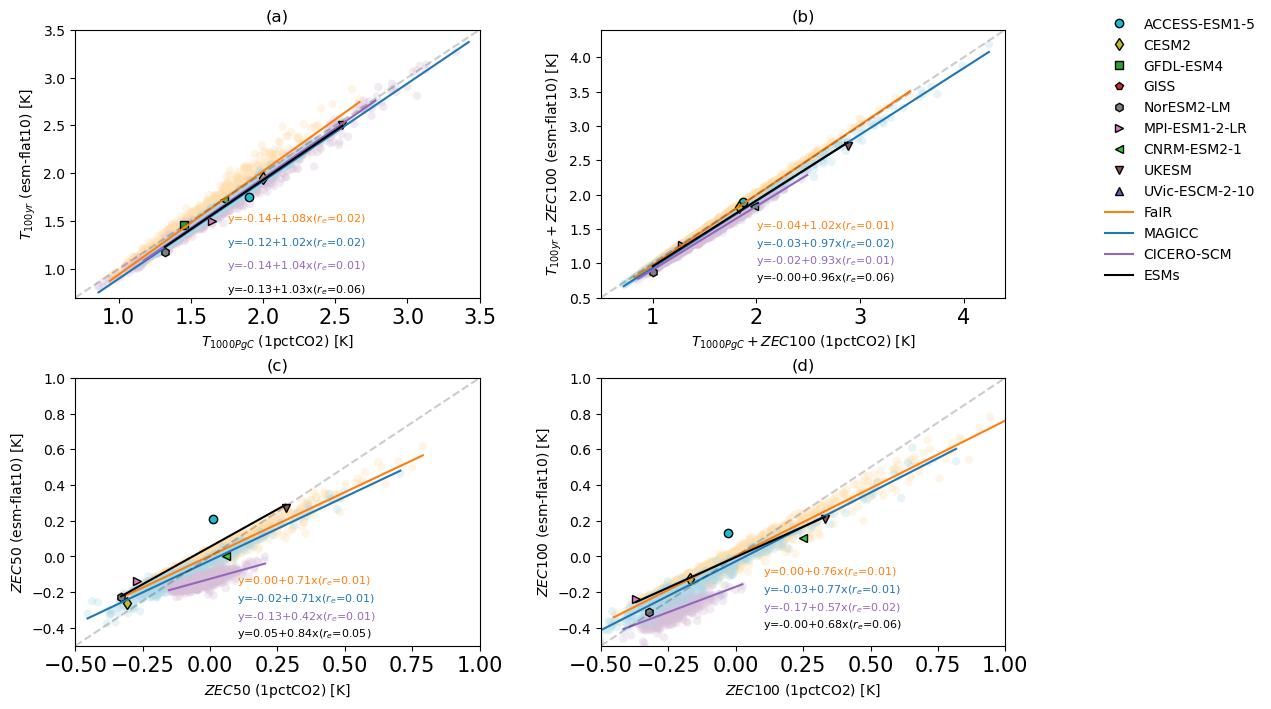 (a)
3.5
3.0
2.5
2.0
1.5
1.0
T100yr (esm-flat10) [K]
y=-0.14+1.08x(re=0.02)
y=-0.12+1.02x(re=0.02)
y=-0.14+1.04x(re=0.01)
y=-0.13+1.03x(re=0.06)
1.0 1.5 2.0 2.5 3.0 3.5
T1000PgC (1pctCO2) [K]
(b)
4.0
3.5
3.0
2.5
2.0
1.5
1.0
0.5
T100yr + ZEC100 (esm-flat10) [K]
y=-0.04+1.02x(re=0.01)
y=-0.03+0.97x(re=0.02)
y=-0.02+0.93x(re=0.01)
y=-0.00+0.96x(re=0.06)
1 2 3 4
T1000PgC + ZEC100 (1pctCO2) [K]
ACCESS-ESM1-5
CESM2
GFDL-ESM4
GISS
NorESM2-LM
MPI-ESM1-2-LR
CNRM-ESM2-1
UKESM
UVic-ESCM-2-10
FaIR
MAGICC
CICERO-SCM
ESMs
(c)
1.0
0.8
0.6
0.4
0.2
0.0
−0.2
−0.4
ZEC50 (esm-flat10) [K]
y=0.00+0.71x(re=0.01)
y=-0.02+0.71x(re=0.01)
y=-0.13+0.42x(re=0.01)
y=0.05+0.84x(re=0.05)
−0.50 −0.25 0.00 0.25 0.50 0.75 1.00
ZEC50 (1pctCO2) [K]
(d)
1.0
0.8
0.6
0.4
0.2
0.0
−0.2
−0.4
ZEC100 (esm-flat10) [K]
y=0.00+0.76x(re=0.01)
y=-0.03+0.77x(re=0.01)
y=-0.17+0.57x(re=0.02)
y=-0.00+0.68x(re=0.06)
−0.50 −0.25 0.00 0.25 0.50 0.75 1.00
ZEC100 (1pctCO2) [K]